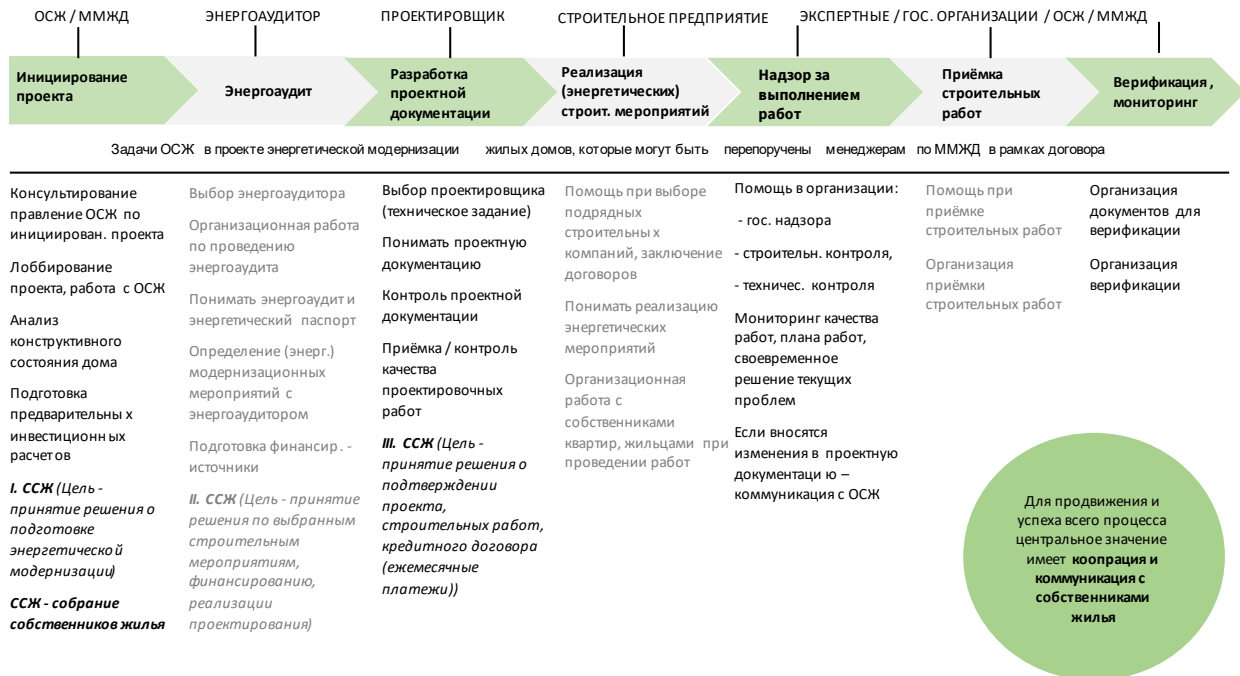 ОСЖ / ММЖД
ЭНЕРГОАУДИТОР
ПРОЕКТИРОВЩИК
СТРОИТЕЛЬНОЕ ПРЕДПРИЯТИЕ
ЭКСПЕРТНЫЕ / ГОС. ОРГАНИЗАЦИИ / ОСЖ / ММЖД
Инициирование
проекта
Энергоаудит
Разработка
проектной
документации
Реализация
(энергетических)
строит. мероприятий
Надзор за
выполнением
работ
Приёмка
строительных
работ
Верификация ,
мониторинг
Задачи ОСЖ в проекте энергетической модернизации жилых домов, которые могут быть перепоручены менеджерам по ММЖД в рамках договора
Консультирование
правление ОСЖ по
инициирован. проекта
Лоббирование
проекта, работа с ОСЖ
Анализ
конструктивного
состояния дома
Подготовка
предварительны х
инвестиционн ых
расчет ов
I. ССЖ (Цель -
принятие решения о
подготовке
энергетической
модернизации)
ССЖ - собрание
собственников жилья
Выбор энергоаудитора
Организационная работа
по проведению
энергоаудита
Понимать энергоаудит и
энергетический паспорт
Определение (энерг.)
модернизационных
мероприятий с
энергоаудитором
Подготовка финансир . -
источники
II. ССЖ (Цель - принятие
решения по выбранным
строительным
мероприятиям,
финансированию,
реализации
проектирования)
Выбор проектировщика
(техническое задание)
Понимать проектную
документацию
Контроль проектной
документации
Приёмка / контроль
качества
проектировочных
работ
III. ССЖ (Цель -
принятие решения о
подтверждении
проекта,
строительных работ,
кредитного договора
(ежемесячные
платежи))
Помощь при выборе
подрядных
строительны х
компаний, заключение
договоров
Понимать реализацию
энергетических
мероприятий
Организационная
работа с
собственниками
квартир, жильцами при
проведении работ
Помощь в организации:
- гос. надзора
- строительн. контроля,
- техничес. контроля
Мониторинг качества
работ, плана работ,
своевременное
решение текущих
проблем
Если вносятся
изменения в проектную
документаци ю –
коммуникация с ОСЖ
Помощь при
приёмке
строительных работ
Организация
приёмки
строительных работ
Организация
документов для
верификации
Организация
верификации
Для продвижения и
успеха всего процесса
центральное значение
имеет коопрация и
коммуникация с
собственниками
жилья